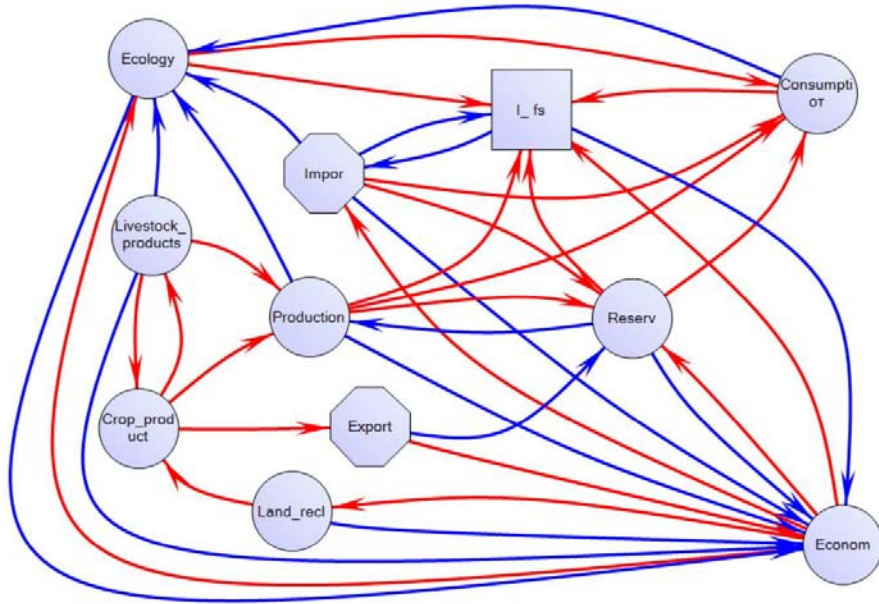 Ecology
Consumpti
от
I_ fs
Impor
Livestock_
products
Production
Reserv
Crop_prod
uct
Export
Land_recl
Econom